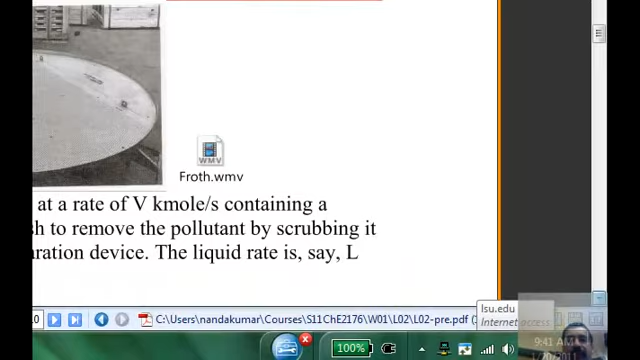 WMV
Froth.wmv
at a rate of V kmole/s containing a
sh to remove the pollutant by scrubbing it
aration device. The liquid rate is, say, L
C:\Users\nandakumar\Courses\S11ChE2176\W01\L02\L02-pre.pdf
lsu.edu
Internet access
100%
9:41 AM